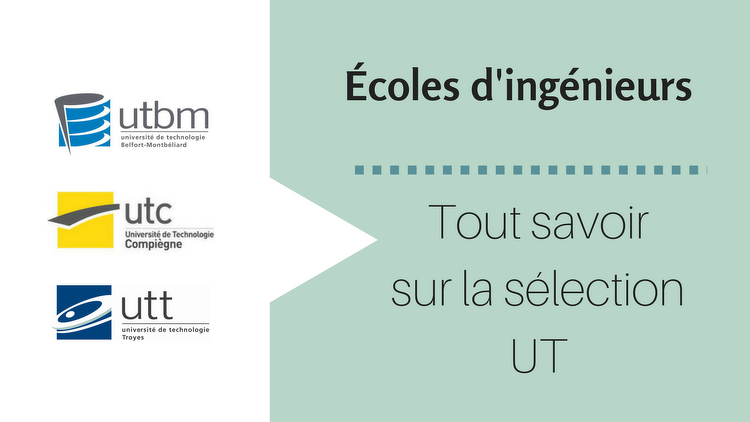 utbm
université de technologie
Belfort-Montbéliard
utc
Université de Technologie
Compiègne
utt
université de technologie
Troyes
Écoles d'ingénieurs
Tout savoir
sur la sélection
UT